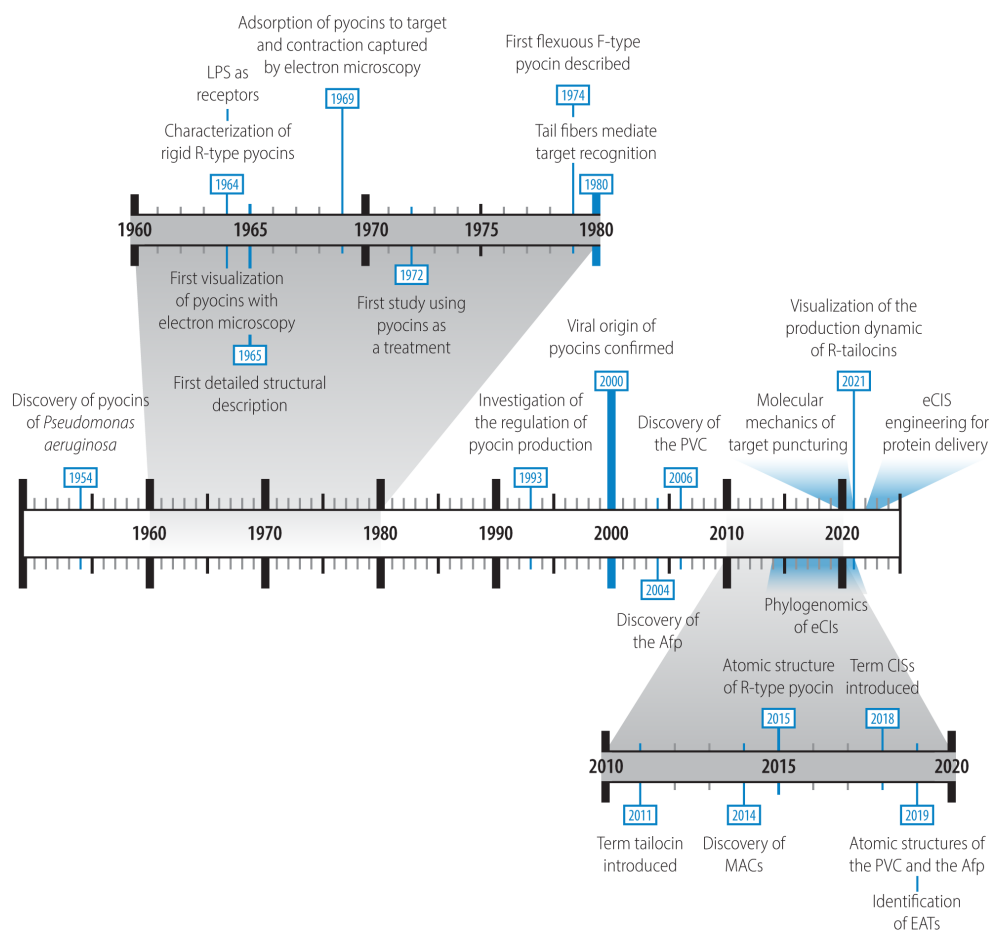 Adsorption of pyocins to target
and contraction captured
by electron microscopy
1969
LPS as
receptors
Characterization of
rigid R-type pyocins
1964
First flexuous F-type
pyocin described
1974
Tail fibers mediate
target recognition
1980
1960
1965
1970
1975
1980
First visualization
of pyocins with
electron microscopy
1965
First detailed structural
description
1972
First study using
pyocins as
a treatment
Discovery of pyocins
of Pseudomonas
aeruginosa
1954
Investigation of
the regulation of
pyocin production
1993
Viral origin of
pyocins confirmed
2000
Discovery of
the PVC
2006
Visualization of the
production dynamic
of R-tailocins
2021
Molecular
mechanics of
target puncturing
eCIS
engineering for
protein delivery
1960
1970
1980
1990
2000
2010
2020
2004
Discovery of
the Afp
Phylogenomics
of eCIs
Atomic structure
of R-type pyocin
2015
Term CISs
introduced
2018
2010
2015
2020
2011
Term tailocin
introduced
2014
Discovery of
MACs
2019
Atomic structures of
the PVC and the Afp
Identification
of EATs